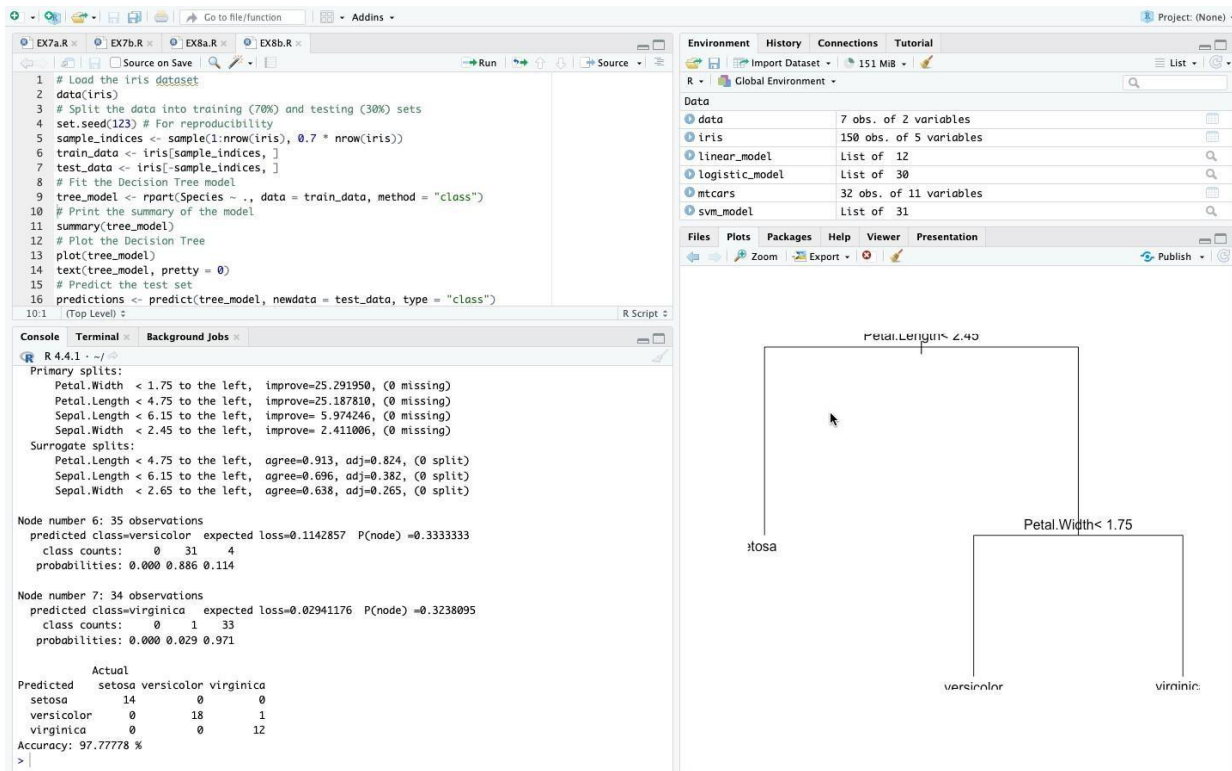 Go to file/function
Addins
Project: (None)
EX7a.R
EX7b.R
EX8a.R
EX8b.R
Source on Save
Run
Source
1 # Load the iris dataset
2 data(iris)
3 # Split the data into training (70%) and testing (30%) sets
4 set.seed(123) # For reproducibility
5 sample_indices <- sample(1:nrow(iris), 0.7 * nrow(iris))
6 train_data <- iris[sample_indices, ]
7 test_data <- iris[-sample_indices, ]
8 # Fit the Decision Tree model
9 tree_model <- rpart(Species ~ ., data = train_data, method = "class")
10 # Print the summary of the model
11 summary(tree_model)
12 # Plot the Decision Tree
13 plot(tree_model)
14 text(tree_model, pretty = 0)
15 # Predict the test set
16 predictions <- predict(tree_model, newdata = test_data, type = "class")
10:1 (Top Level) R Script
Console Terminal Background Jobs
R 4.4.1 · ~/
Primary splits:
Petal.Width < 1.75 to the left, improve=25.291950, (0 missing)
Petal.Length < 4.75 to the left, improve=25.187810, (0 missing)
Sepal.Length < 6.15 to the left, improve= 5.974246, (0 missing)
Sepal.Width < 2.45 to the left, improve= 2.411006, (0 missing)
Surrogate splits:
Petal.Length < 4.75 to the left, agree=0.913, adj=0.824, (0 split)
Sepal.Length < 6.15 to the left, agree=0.696, adj=0.382, (0 split)
Sepal.Width < 2.65 to the left, agree=0.638, adj=0.265, (0 split)
Node number 6: 35 observations
predicted class=versicolor expected loss=0.1142857 P(node) =0.3333333
class counts: 0 31 4
probabilities: 0.000 0.886 0.114
Node number 7: 34 observations
predicted class=virginica expected loss=0.02941176 P(node) =0.3238095
class counts: 0 1 33
probabilities: 0.000 0.029 0.971
Actual
Predicted setosa versicolor virginica
setosa 14 0 0
versicolor 0 18 1
virginica 0 0 12
Accuracy: 97.77778 %
>
Environment History Connections Tutorial
Import Dataset 151 MiB List
R Global Environment
Data
data 7 obs. of 2 variables
iris 150 obs. of 5 variables
linear_model List of 12
logistic_model List of 30
mtcars 32 obs. of 11 variables
svm_model List of 31
Files Plots Packages Help Viewer Presentation
Zoom Export Publish
Petal.Length< 2.45
Petal.Width< 1.75
etosa
versicolor
virginic